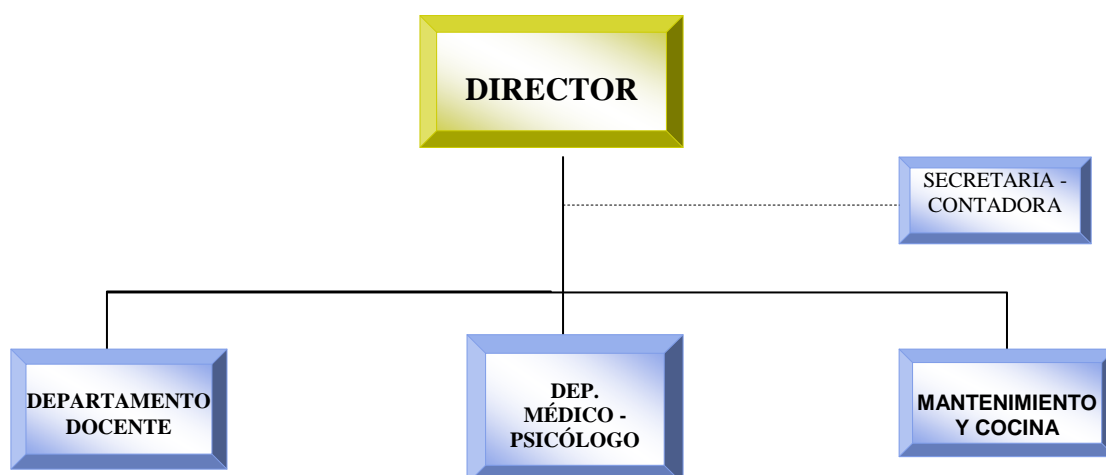 DIRECTOR
SECRETARIA -
CONTADORA
DEPARTAMENTO
DOCENTE
DEP.
MÉDICO -
PSICÓLOGO
MANTENIMIENTO
Y COCINA